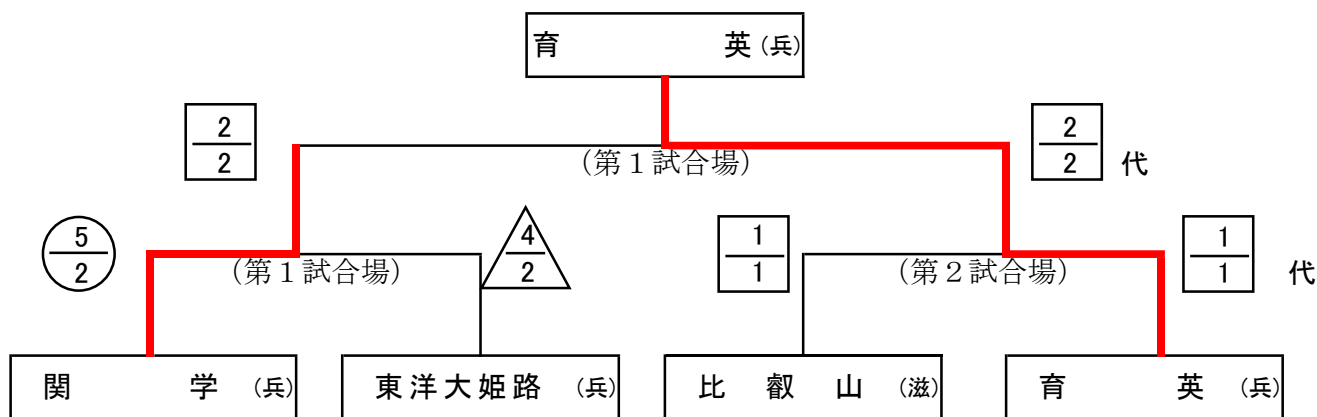 育 英 (兵)
2 2
2 2 代
(第1試合場)
5 4 1 1
2 2 1 1 代
(第1試合場) (第2試合場)
関 学 (兵) 東洋大姫路 (兵) 比 叡 山 (滋) 育 英 (兵)